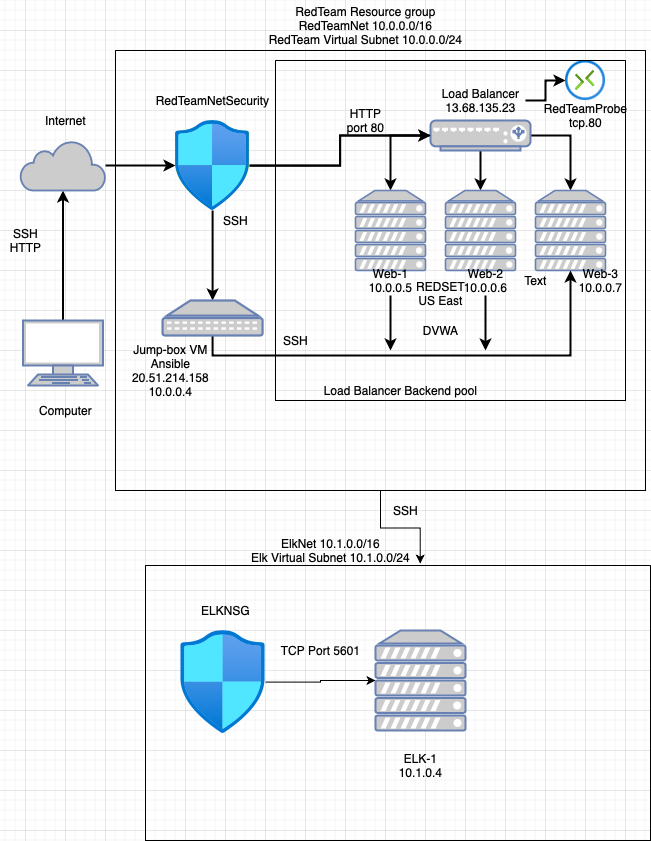 RedTeam Resource group
RedTeamNet 10.0.0.0/16
RedTeam Virtual Subnet 10.0.0.0/24
RedTeamNetSecurity
Load Balancer
13.68.135.23
RedTeamProbe
tcp.80
Internet
HTTP
port 80
SSH
HTTP
SSH
Web-1
10.0.0.5
REDSET
US East
Web-2
10.0.0.6
Text
Web-3
10.0.0.7
DVWA
SSH
Jump-box VM
Ansible
20.51.214.158
10.0.0.4
Load Balancer Backend pool
Computer
SSH
ElkNet 10.1.0.0/16
Elk Virtual Subnet 10.1.0.0/24
ELKNSG
TCP Port 5601
ELK-1
10.1.0.4